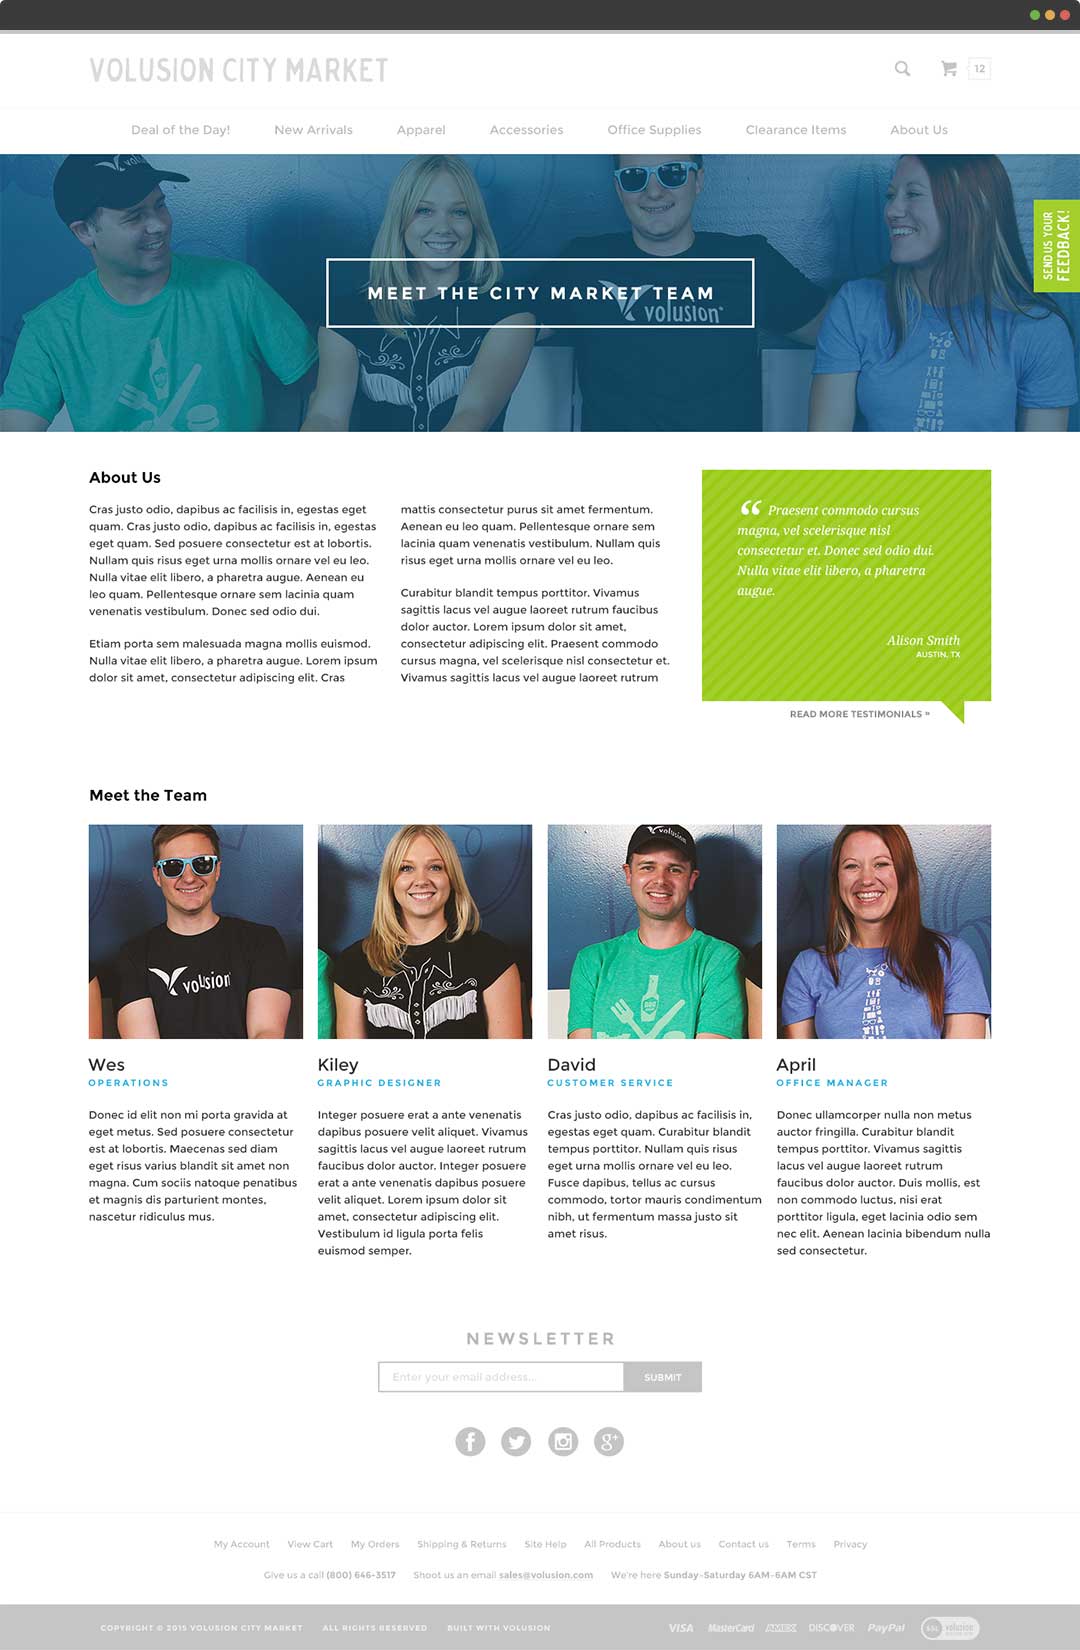 VOLUSION CITY MARKET
12
Deal of the Day! New Arrivals Apparel Accessories Office Supplies Clearance Items About Us
volusion
SEND US YOUR
FEEDBACK!
MEET THE CITY MARKET TEAM
volusion
About Us
Cras justo odio, dapibus ac facilisis in, egestas eget
quam. Cras justo odio, dapibus ac facilisis in, egestas
eget quam. Sed posuere consectetur est at lobortis.
Nullam quis risus eget urna mollis ornare vel eu leo.
Nulla vitae elit libero, a pharetra augue. Aenean eu
leo quam. Pellentesque ornare sem lacinia quam
venenatis vestibulum. Donec sed odio dui.
Etiam porta sem malesuada magna mollis euismod.
Nulla vitae elit libero, a pharetra augue. Lorem ipsum
dolor sit amet, consectetur adipiscing elit. Cras
mattis consectetur purus sit amet fermentum.
Aenean eu leo quam. Pellentesque ornare sem
lacinia quam venenatis vestibulum. Nullam quis
risus eget urna mollis ornare vel eu leo.
Curabitur blandit tempus porttitor. Vivamus
sagittis lacus vel augue laoreet rutrum faucibus
dolor auctor. Lorem ipsum dolor sit amet,
consectetur adipiscing elit. Praesent commodo
cursus magna, vel scelerisque nisl consectetur et.
Vivamus sagittis lacus vel augue laoreet rutrum
“ Praesent commodo cursus
magna, vel scelerisque nisl
consectetur et. Donec sed odio dui.
Nulla vitae elit libero, a pharetra
augue.
Alison Smith
AUSTIN, TX
READ MORE TESTIMONIALS »
Meet the Team
volusion
volusion
Wes
OPERATIONS
Donec id elit non mi porta gravida at
eget metus. Sed posuere consectetur
est at lobortis. Maecenas sed diam
eget risus varius blandit sit amet non
magna. Cum sociis natoque penatibus
et magnis dis parturient montes,
nascetur ridiculus mus.
Kiley
GRAPHIC DESIGNER
Integer posuere erat a ante venenatis
dapibus posuere velit aliquet. Vivamus
sagittis lacus vel augue laoreet rutrum
faucibus dolor auctor. Integer posuere
erat a ante venenatis dapibus posuere
velit aliquet. Lorem ipsum dolor sit
amet, consectetur adipiscing elit.
Vestibulum id ligula porta felis
euismod semper.
David
CUSTOMER SERVICE
Cras justo odio, dapibus ac facilisis in,
egestas eget quam. Curabitur blandit
tempus porttitor. Nullam quis risus
eget urna mollis ornare vel eu leo.
Fusce dapibus, tellus ac cursus
commodo, tortor mauris condimentum
nibh, ut fermentum massa justo sit
amet risus.
April
OFFICE MANAGER
Donec ullamcorper nulla non metus
auctor fringilla. Curabitur blandit
tempus porttitor. Vivamus sagittis
lacus vel augue laoreet rutrum
faucibus dolor auctor. Duis mollis, est
non commodo luctus, nisi erat
porttitor ligula, eget lacinia odio sem
nec elit. Aenean lacinia bibendum nulla
sed consectetur.
NEWSLETTER
Enter your email address...
SUBMIT
My Account View Cart My Orders Shipping & Returns Site Help All Products About us Contact us Terms Privacy
Give us a call (800) 646-3517 Shoot us an email sales@volusion.com We're here Sunday-Saturday 6AM-6AM CST
COPYRIGHT © 2015 VOLUSION CITY MARKET ALL RIGHTS RESERVED BUILT WITH VOLUSION
VISA MasterCard AMEX DISCOVER PayPal SSL volusion